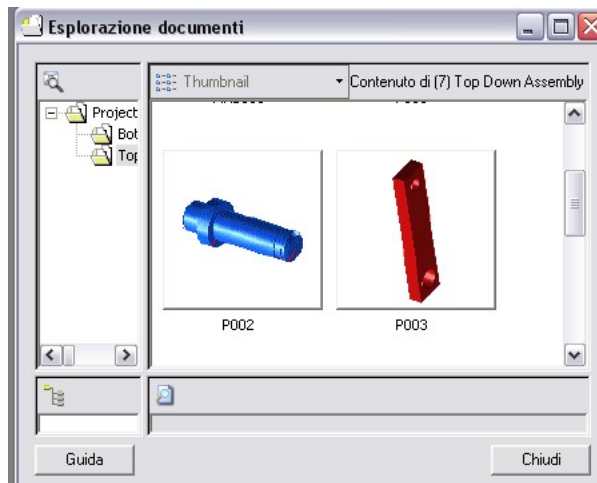 Esplorazione documenti
Thumbnail
Contenuto di (7) Top Down Assembly
Project
Bot
Top
P002
P003
Guida
Chiudi